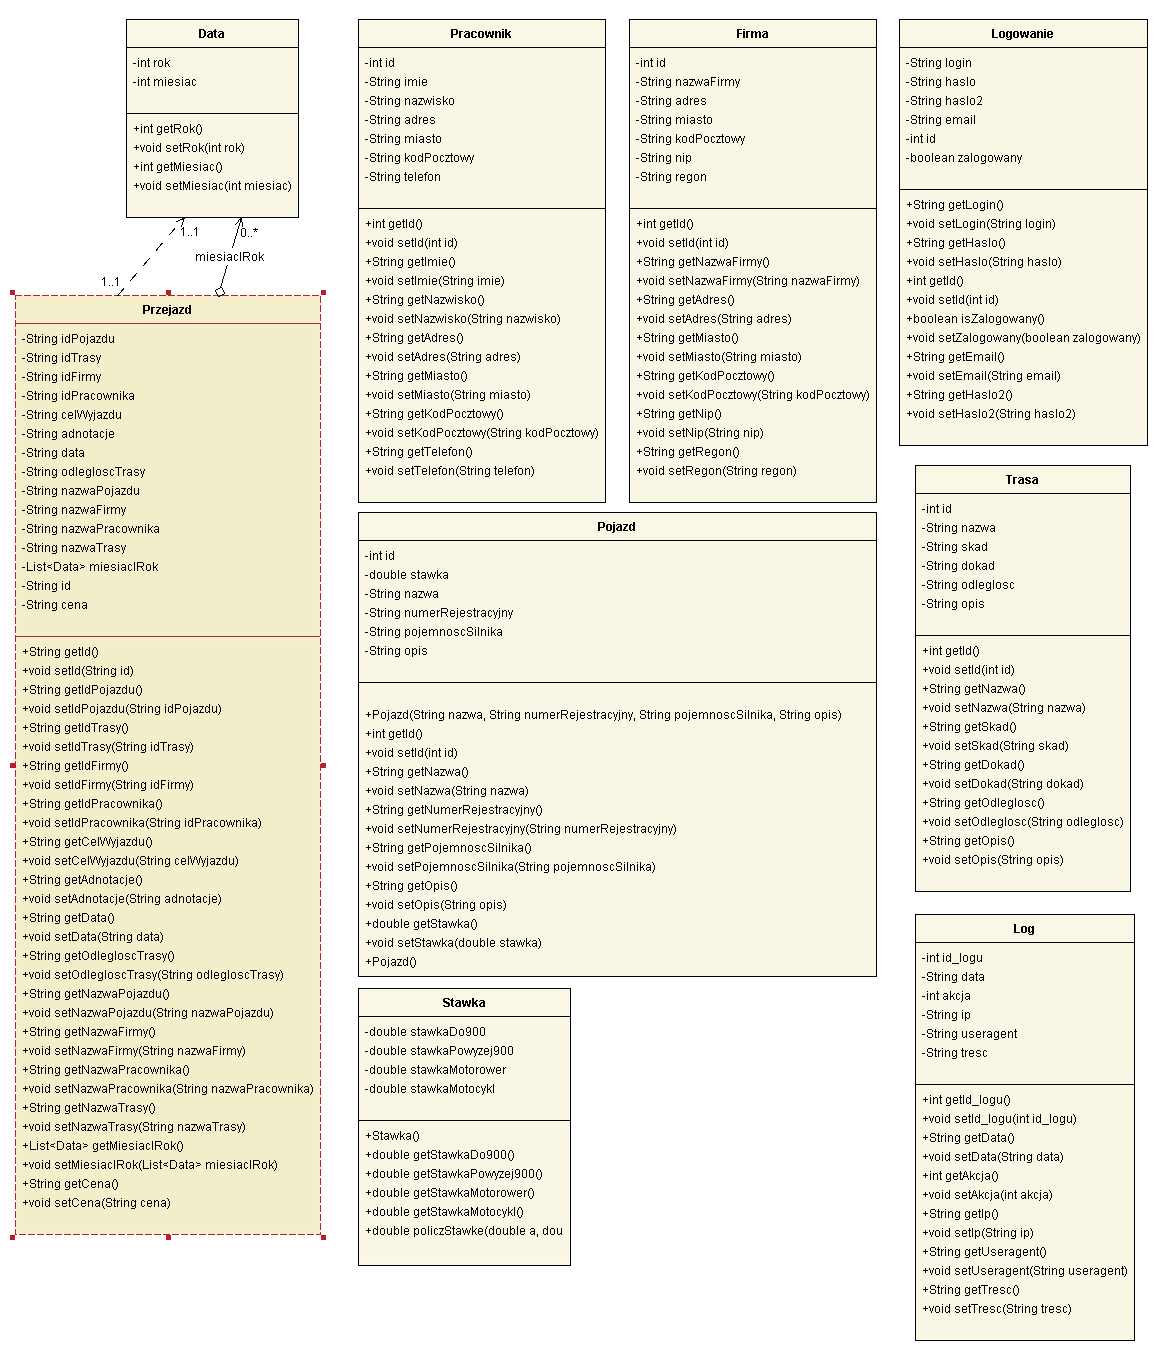 Data
-int rok
-int miesiac
+int getRok()
+void setRok(int rok)
+int getMiesiac()
+void setMiesiac(int miesiac)
1..1
0..*
miesiacIRok
1..1
Przejazd
-String idPojazdu
-String idTrasy
-String idFirmy
-String idPracownika
-String celWyjazdu
-String adnotacje
-String data
-String odlegloscTrasy
-String nazwaPojazdu
-String nazwaFirmy
-String nazwaPracownika
-String nazwaTrasy
-List<Data> miesiacIRok
-String id
-String cena
+String getId()
+void setId(String id)
+String getIdPojazdu()
+void setIdPojazdu(String idPojazdu)
+String getIdTrasy()
+void setIdTrasy(String idTrasy)
+String getIdFirmy()
+void setIdFirmy(String idFirmy)
+String getIdPracownika()
+void setIdPracownika(String idPracownika)
+String getCelWyjazdu()
+void setCelWyjazdu(String celWyjazdu)
+String getAdnotacje()
+void setAdnotacje(String adnotacje)
+String getData()
+void setData(String data)
+String getOdlegloscTrasy()
+void setOdlegloscTrasy(String odlegloscTrasy)
+String getNazwaPojazdu()
+void setNazwaPojazdu(String nazwaPojazdu)
+String getNazwaFirmy()
+void setNazwaFirmy(String nazwaFirmy)
+String getNazwaPracownika()
+void setNazwaPracownika(String nazwaPracownika)
+String getNazwaTrasy()
+void setNazwaTrasy(String nazwaTrasy)
+List<Data> getMiesiacIRok()
+void setMiesiacIRok(List<Data> miesiacIRok)
+String getCena()
+void setCena(String cena)
Pracownik
-int id
-String imie
-String nazwisko
-String adres
-String miasto
-String kodPocztowy
-String telefon
+int getId()
+void setId(int id)
+String getImie()
+void setImie(String imie)
+String getNazwisko()
+void setNazwisko(String nazwisko)
+String getAdres()
+void setAdres(String adres)
+String getMiasto()
+void setMiasto(String miasto)
+String getKodPocztowy()
+void setKodPocztowy(String kodPocztowy)
+String getTelefon()
+void setTelefon(String telefon)
Firma
-int id
-String nazwaFirmy
-String adres
-String miasto
-String kodPocztowy
-String nip
-String regon
+int getId()
+void setId(int id)
+String getNazwaFirmy()
+void setNazwaFirmy(String nazwaFirmy)
+String getAdres()
+void setAdres(String adres)
+String getMiasto()
+void setMiasto(String miasto)
+String getKodPocztowy()
+void setKodPocztowy(String kodPocztowy)
+String getNip()
+void setNip(String nip)
+String getRegon()
+void setRegon(String regon)
Logowanie
-String login
-String haslo
-String haslo2
-String email
-int id
-boolean zalogowany
+String getLogin()
+void setLogin(String login)
+String getHaslo()
+void setHaslo(String haslo)
+int getId()
+void setId(int id)
+boolean isZalogowany()
+void setZalogowany(boolean zalogowany)
+String getEmail()
+void setEmail(String email)
+String getHaslo2()
+void setHaslo2(String haslo2)
Pojazd
-int id
-double stawka
-String nazwa
-String numerRejestracyjny
-String pojemnoscSilnika
-String opis
+Pojazd(String nazwa, String numerRejestracyjny, String pojemnoscSilnika, String opis)
+int getId()
+void setId(int id)
+String getNazwa()
+void setNazwa(String nazwa)
+String getNumerRejestracyjny()
+void setNumerRejestracyjny(String numerRejestracyjny)
+String getPojemnoscSilnika()
+void setPojemnoscSilnika(String pojemnoscSilnika)
+String getOpis()
+void setOpis(String opis)
+double getStawka()
+void setStawka(double stawka)
+Pojazd()
Trasa
-int id
-String nazwa
-String skad
-String dokad
-String odleglosc
-String opis
+int getId()
+void setId(int id)
+String getNazwa()
+void setNazwa(String nazwa)
+String getSkad()
+void setSkad(String skad)
+String getDokad()
+void setDokad(String dokad)
+String getOdleglosc()
+void setOdleglosc(String odleglosc)
+String getOpis()
+void setOpis(String opis)
Stawka
-double stawkaDo900
-double stawkaPowyzej900
-double stawkaMotorower
-double stawkaMotocykl
+Stawka()
+double getStawkaDo900()
+double getStawkaPowyzej900()
+double getStawkaMotorower()
+double getStawkaMotocykl()
+double policzStawke(double a, dou
Log
-int id_logu
-String data
-int akcja
-String ip
-String useragent
-String tresc
+int getId_logu()
+void setId_logu(int id_logu)
+String getData()
+void setData(String data)
+int getAkcja()
+void setAkcja(int akcja)
+String getIp()
+void setIp(String ip)
+String getUseragent()
+void setUseragent(String useragent)
+String getTresc()
+void setTresc(String tresc)